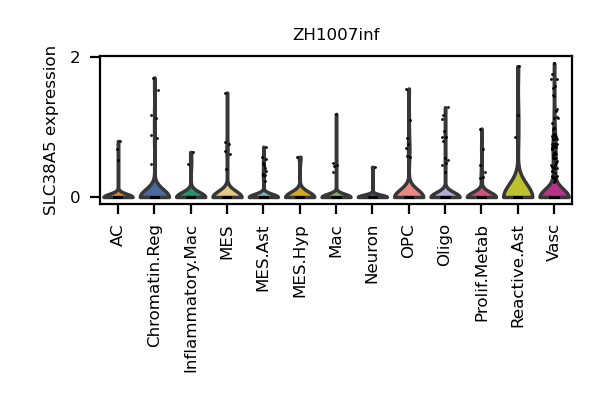 ZH1007inf
SLC38A5 expression
2
0
AC
Chromatin.Reg
Inflammatory.Mac
MES
MES.Ast
MES.Hyp
Mac
Neuron
OPC
Oligo
Prolif.Metab
Reactive.Ast
Vasc